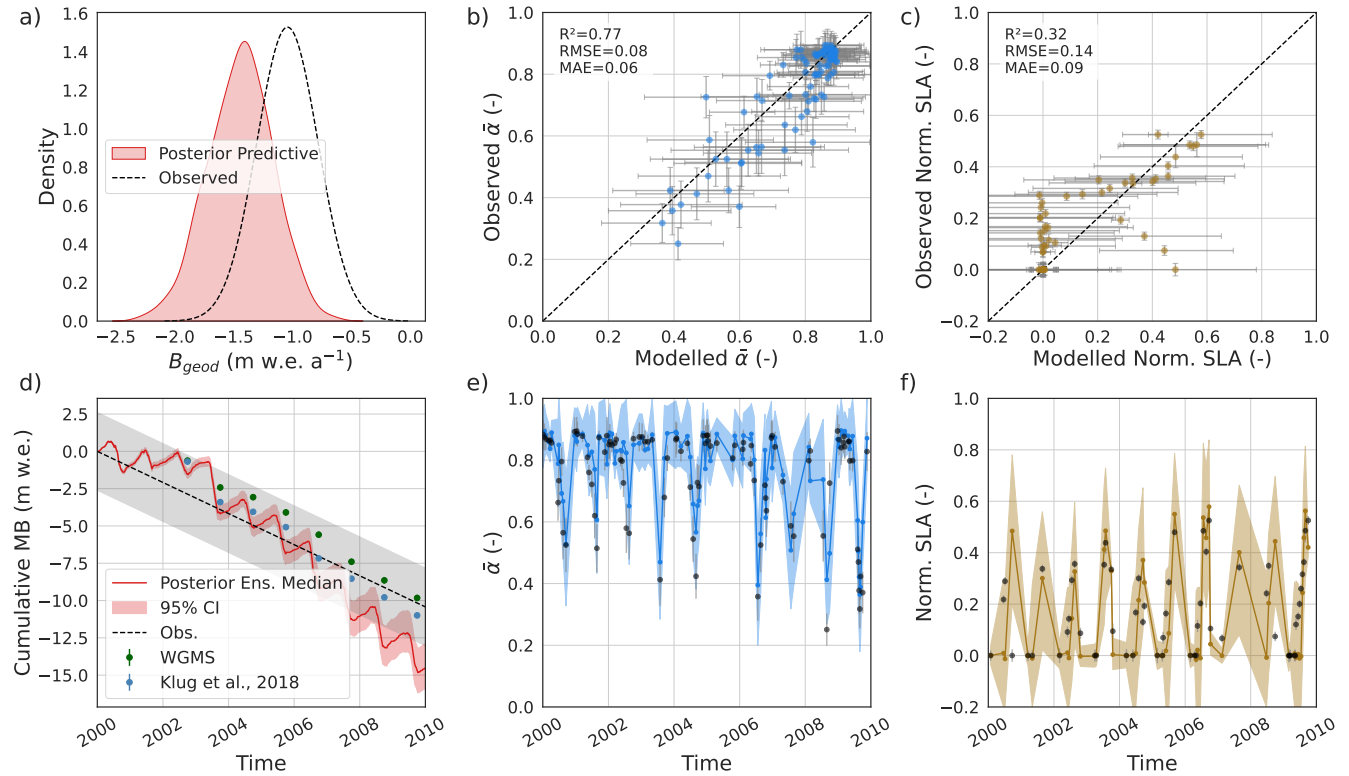 a)
1.6
1.4
1.2
1.0
0.8
0.6
0.4
0.2
0.0
Density
Posterior Predictive
Observed
−2.5 −2.0 −1.5 −1.0 −0.5 0.0
B_geod (m w.e. a⁻¹)
b)
R²=0.77
RMSE=0.08
MAE=0.06
1.0
0.8
0.6
0.4
0.2
0.0
Observed ᾱ (-)
0.0 0.2 0.4 0.6 0.8 1.0
Modelled ᾱ (-)
c)
R²=0.32
RMSE=0.14
MAE=0.09
1.0
0.8
0.6
0.4
0.2
0.0
−0.2
Observed Norm. SLA (-)
−0.2 0.0 0.2 0.4 0.6 0.8 1.0
Modelled Norm. SLA (-)
d)
2.5
0.0
−2.5
−5.0
−7.5
−10.0
−12.5
−15.0
Cumulative MB (m w.e.)
Posterior Ens. Median
95% CI
Obs.
WGMS
Klug et al., 2018
2000 2002 2004 2006 2008 2010
Time
e)
1.0
0.8
0.6
0.4
0.2
0.0
ᾱ (-)
2000 2002 2004 2006 2008 2010
Time
f)
1.0
0.8
0.6
0.4
0.2
0.0
−0.2
Norm. SLA (-)
2000 2002 2004 2006 2008 2010
Time